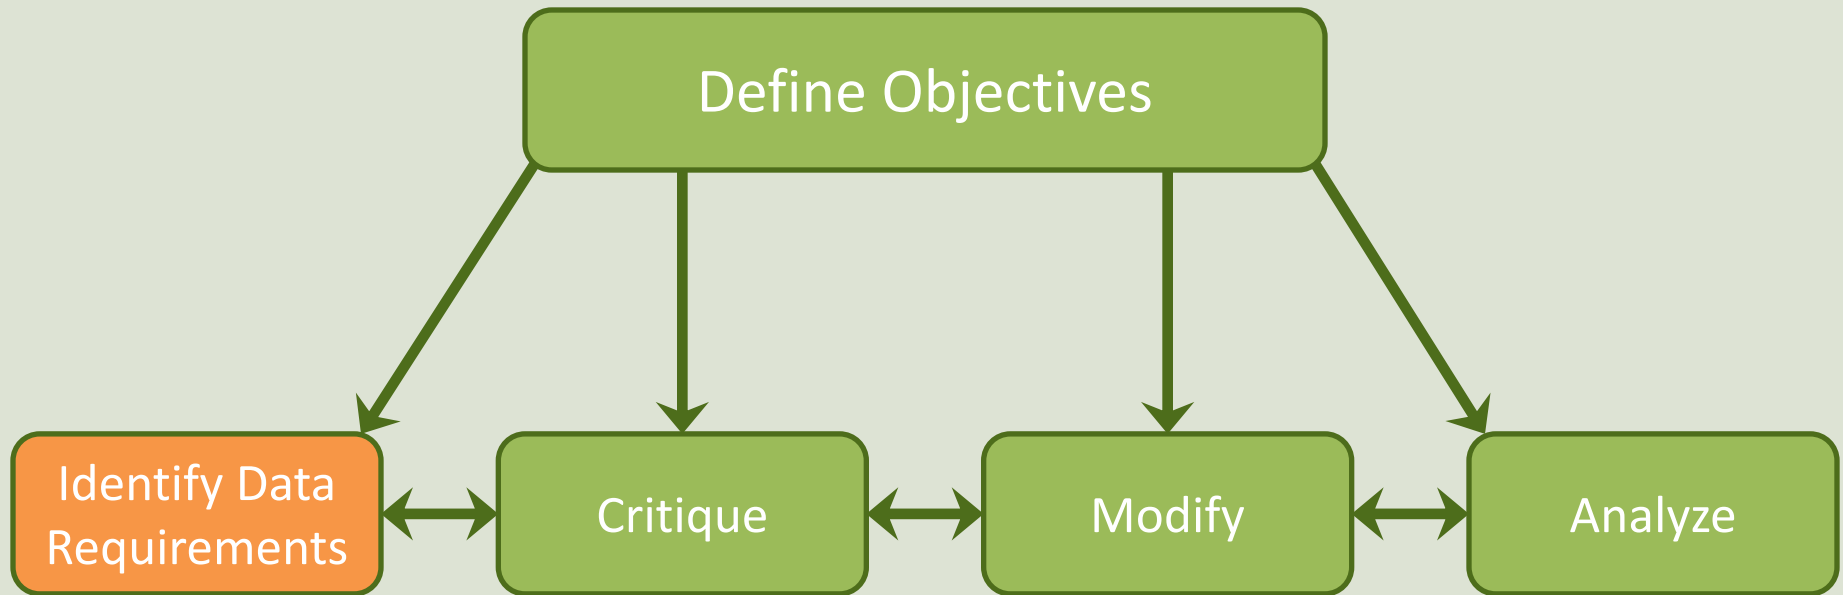 Define Objectives
Identify Data
Requirements
Critique
Modify
Analyze